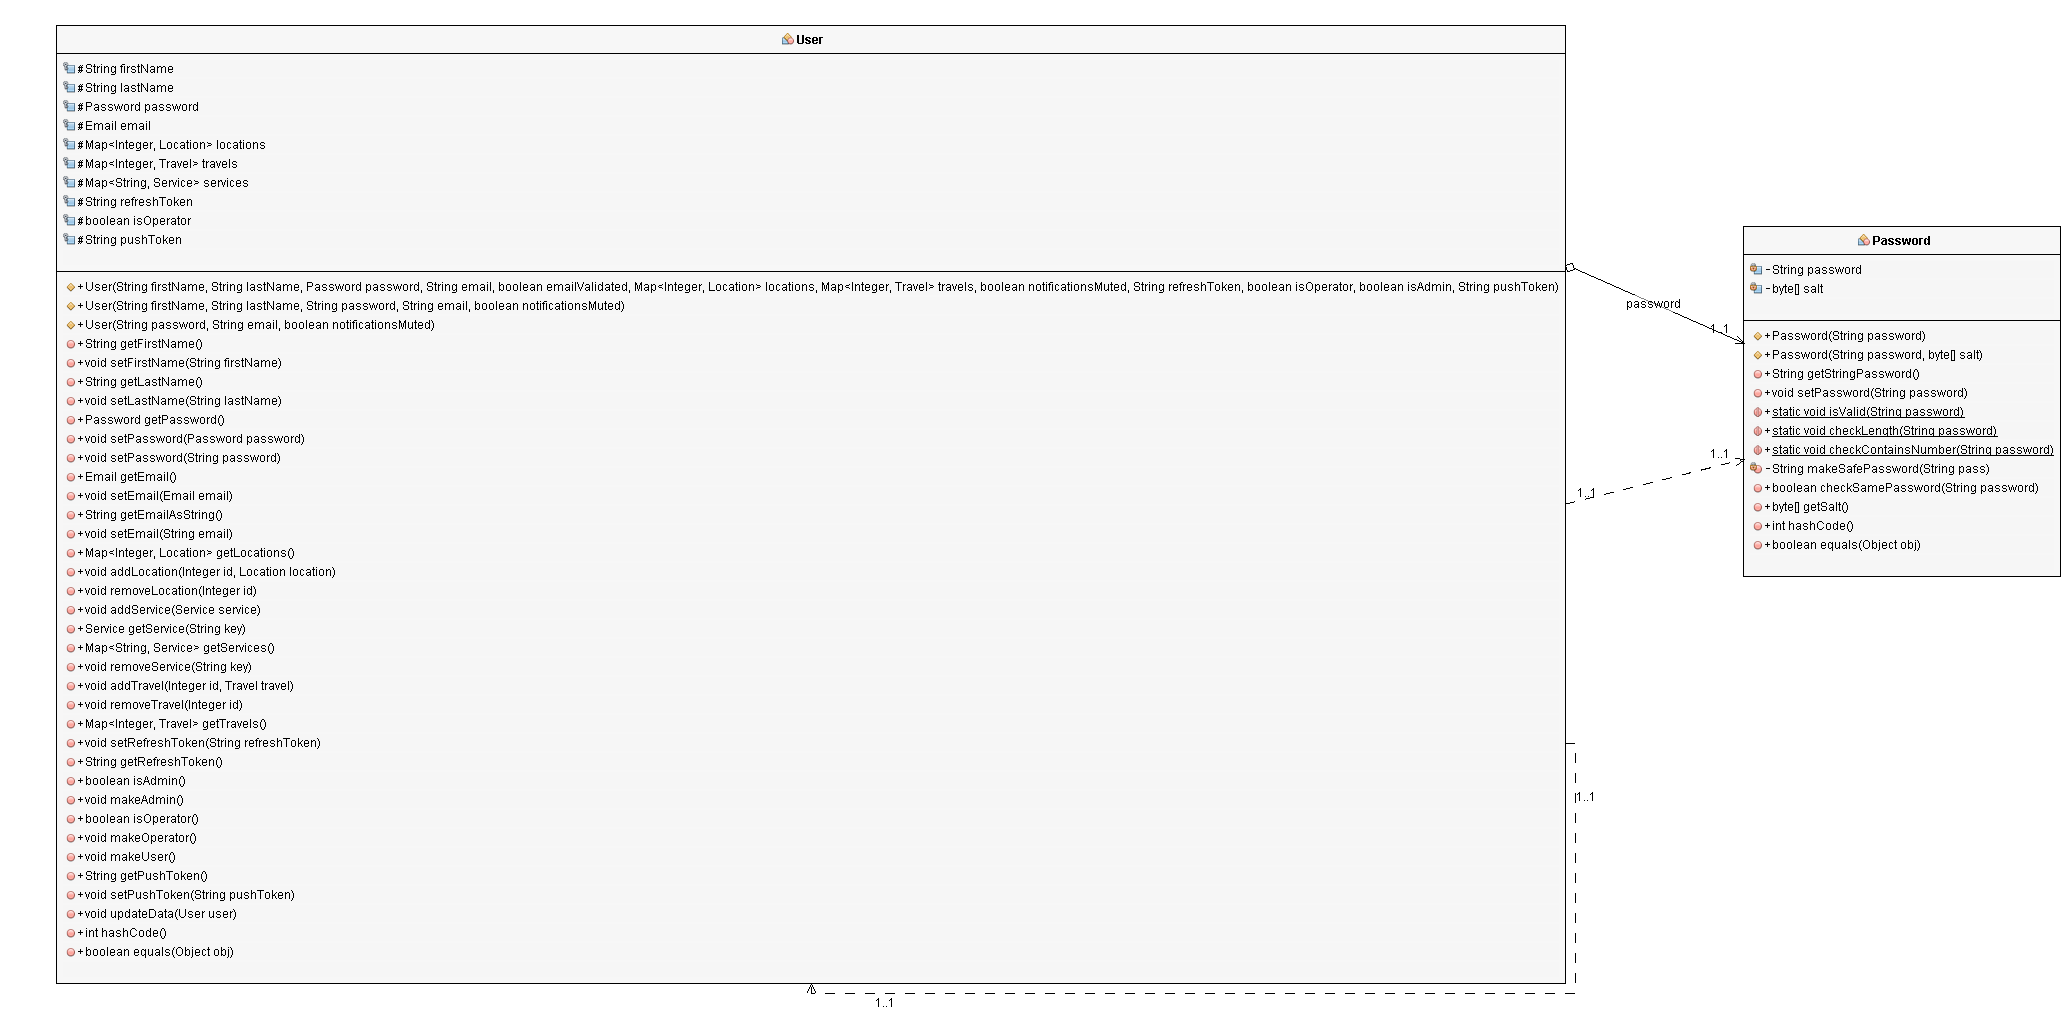 User
#String firstName
#String lastName
#Password password
#Email email
#Map<Integer, Location> locations
#Map<Integer, Travel> travels
#Map<String, Service> services
#String refreshToken
#boolean isOperator
#String pushToken
+User(String firstName, String lastName, Password password, String email, boolean emailValidated, Map<Integer, Location> locations, Map<Integer, Travel> travels, boolean notificationsMuted, String refreshToken, boolean isOperator, boolean isAdmin, String pushToken)
+User(String firstName, String lastName, String password, String email, boolean notificationsMuted)
+User(String password, String email, boolean notificationsMuted)
+String getFirstName()
+void setFirstName(String firstName)
+String getLastName()
+void setLastName(String lastName)
+Password getPassword()
+void setPassword(Password password)
+void setPassword(String password)
+Email getEmail()
+void setEmail(Email email)
+String getEmailAsString()
+void setEmail(String email)
+Map<Integer, Location> getLocations()
+void addLocation(Integer id, Location location)
+void removeLocation(Integer id)
+void addService(Service service)
+Service getService(String key)
+Map<String, Service> getServices()
+void removeService(String key)
+void addTravel(Integer id, Travel travel)
+void removeTravel(Integer id)
+Map<Integer, Travel> getTravels()
+void setRefreshToken(String refreshToken)
+String getRefreshToken()
+boolean isAdmin()
+void makeAdmin()
+boolean isOperator()
+void makeOperator()
+void makeUser()
+String getPushToken()
+void setPushToken(String pushToken)
+void updateData(User user)
+int hashCode()
+boolean equals(Object obj)
password
1..1
1..1
1..1
1..1
1..1
Password
-String password
-byte[] salt
+Password(String password)
+Password(String password, byte[] salt)
+String getStringPassword()
+void setPassword(String password)
+static void isValid(String password)
+static void checkLength(String password)
+static void checkContainsNumber(String password)
-String makeSafePassword(String pass)
+boolean checkSamePassword(String password)
+byte[] getSalt()
+int hashCode()
+boolean equals(Object obj)